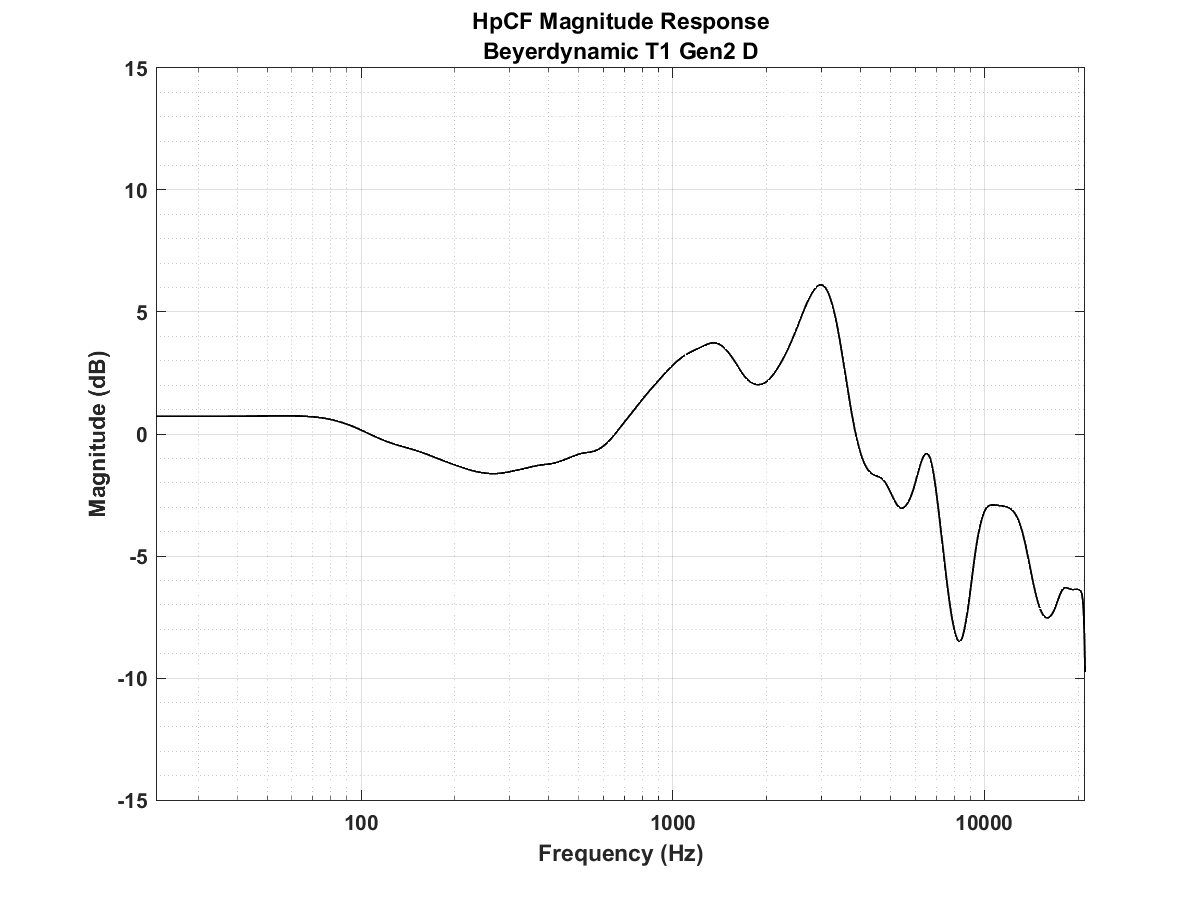 HpCF Magnitude Response
Beyerdynamic T1 Gen2 D
15
10
5
0
-5
-10
-15
Magnitude (dB)
100
1000
10000
Frequency (Hz)